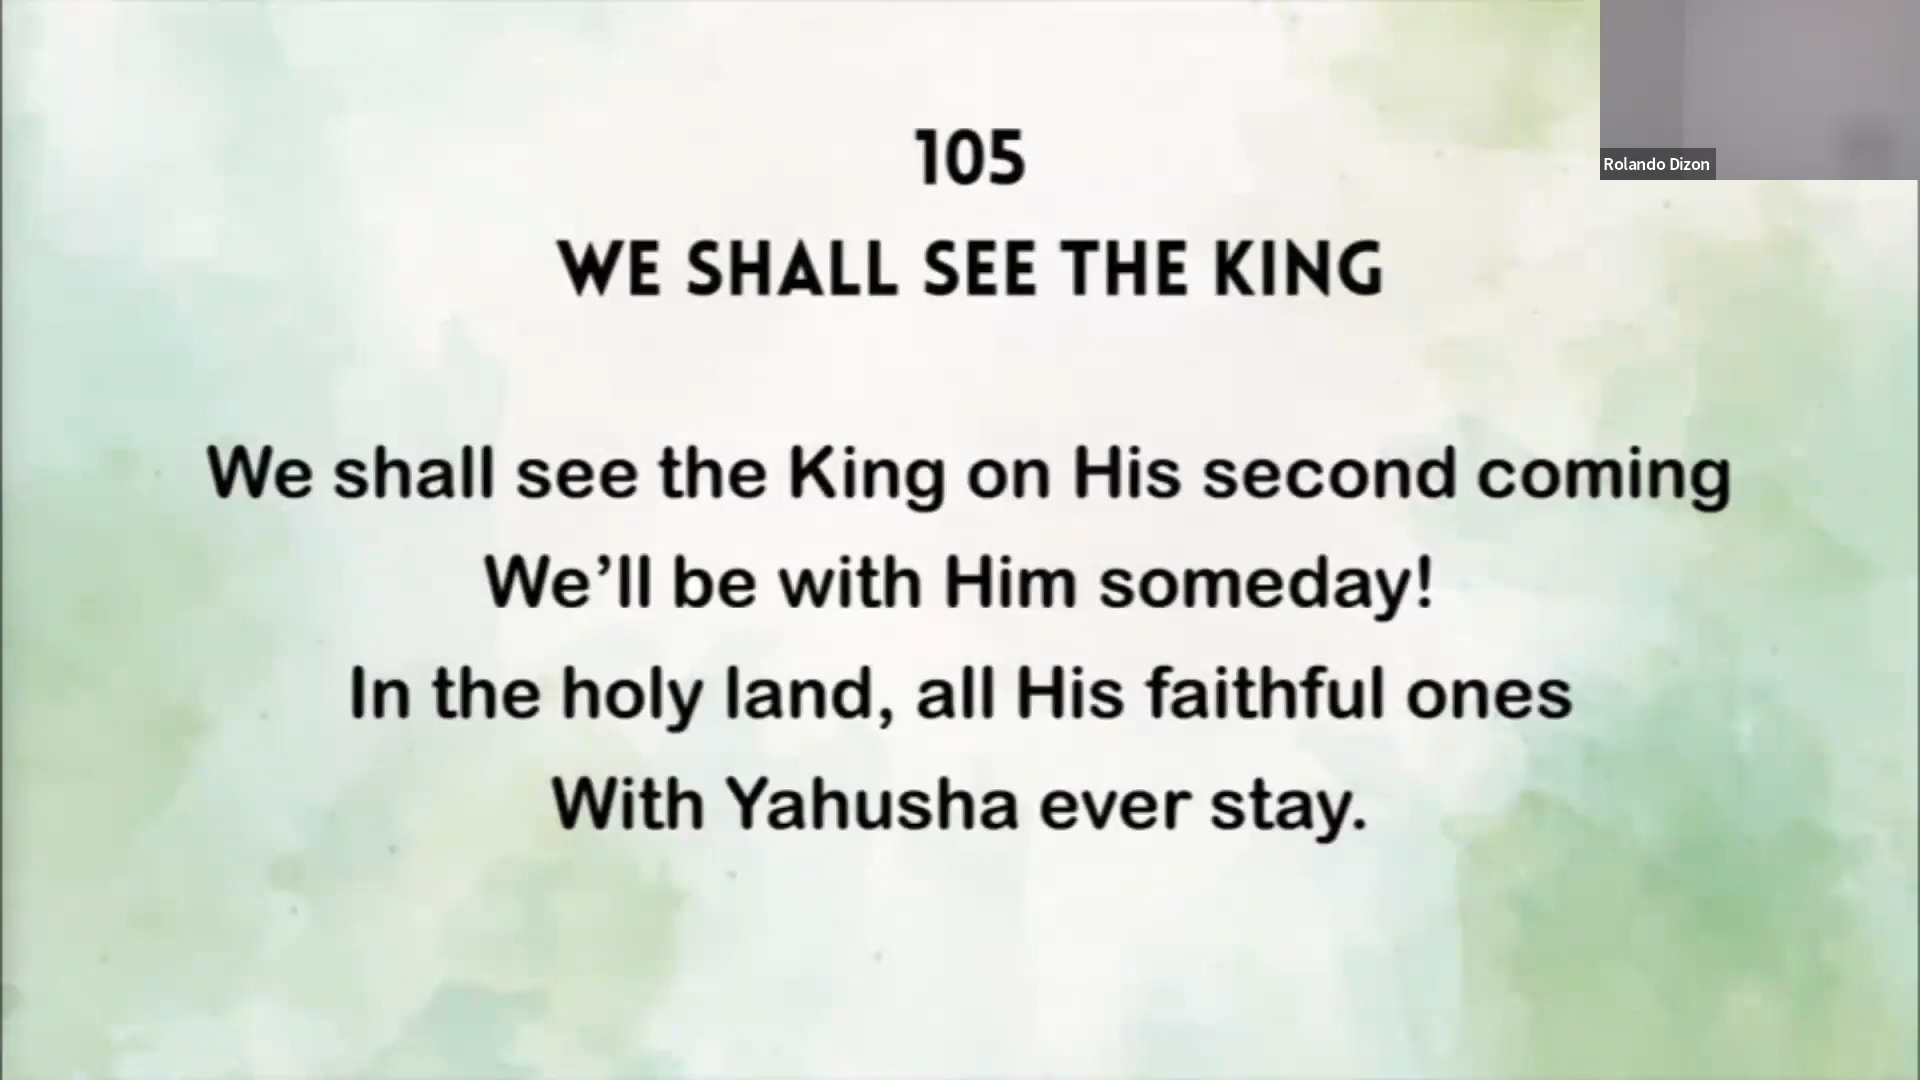 105
WE SHALL SEE THE KING
We shall see the King on His second coming
We’ll be with Him someday!
In the holy land, all His faithful ones
With Yahusha ever stay.
Rolando Dizon